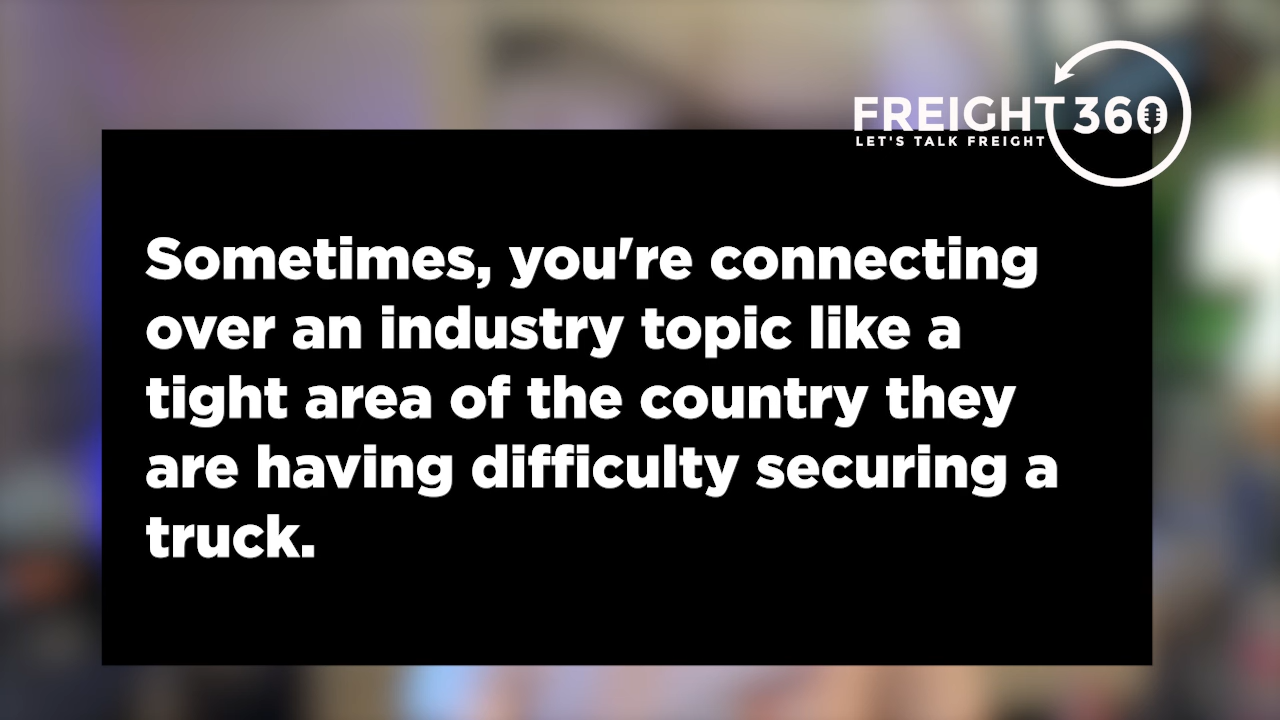 FREIGHT 360
LET'S TALK FREIGHT
Sometimes, you're connecting
over an industry topic like a
tight area of the country they
are having difficulty securing a
truck.